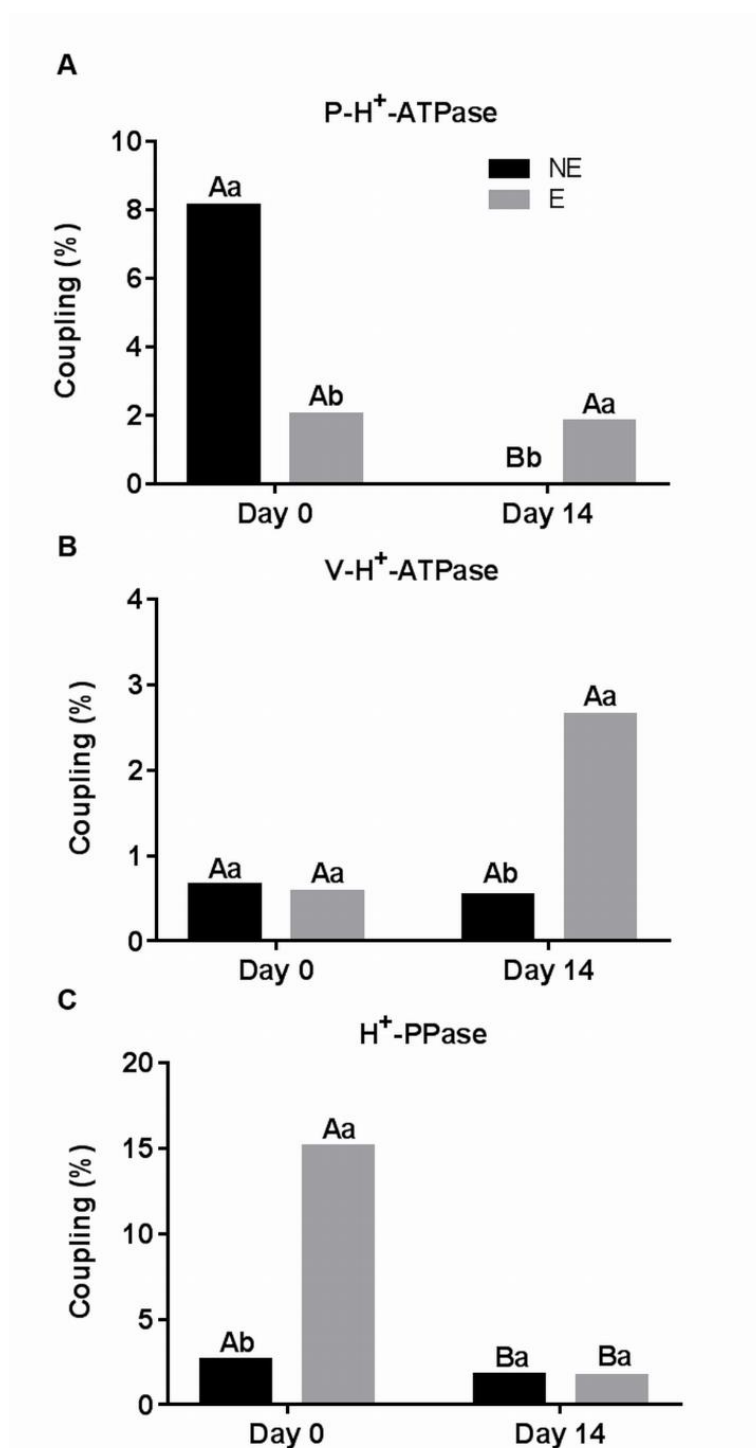 A
P-H⁺-ATPase
10
8
6
4
2
0
Coupling (%)
NE
E
Aa
Ab
Bb
Aa
Day 0
Day 14
B
V-H⁺-ATPase
4
3
2
1
0
Coupling (%)
Aa
Aa
Ab
Aa
Day 0
Day 14
C
H⁺-PPase
20
15
10
5
0
Coupling (%)
Ab
Aa
Ba
Ba
Day 0
Day 14